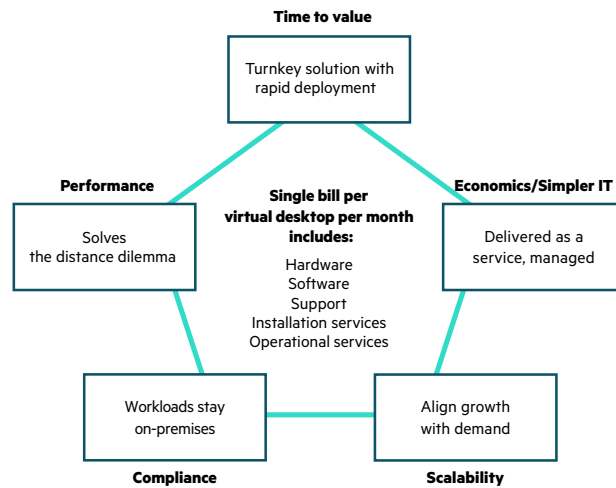 Time to value
Turnkey solution with
rapid deployment
Performance
Solves
the distance dilemma
Single bill per
virtual desktop per month
includes:
Hardware
Software
Support
Installation services
Operational services
Economics/Simpler IT
Delivered as a
service, managed
Workloads stay
on-premises
Compliance
Align growth
with demand
Scalability